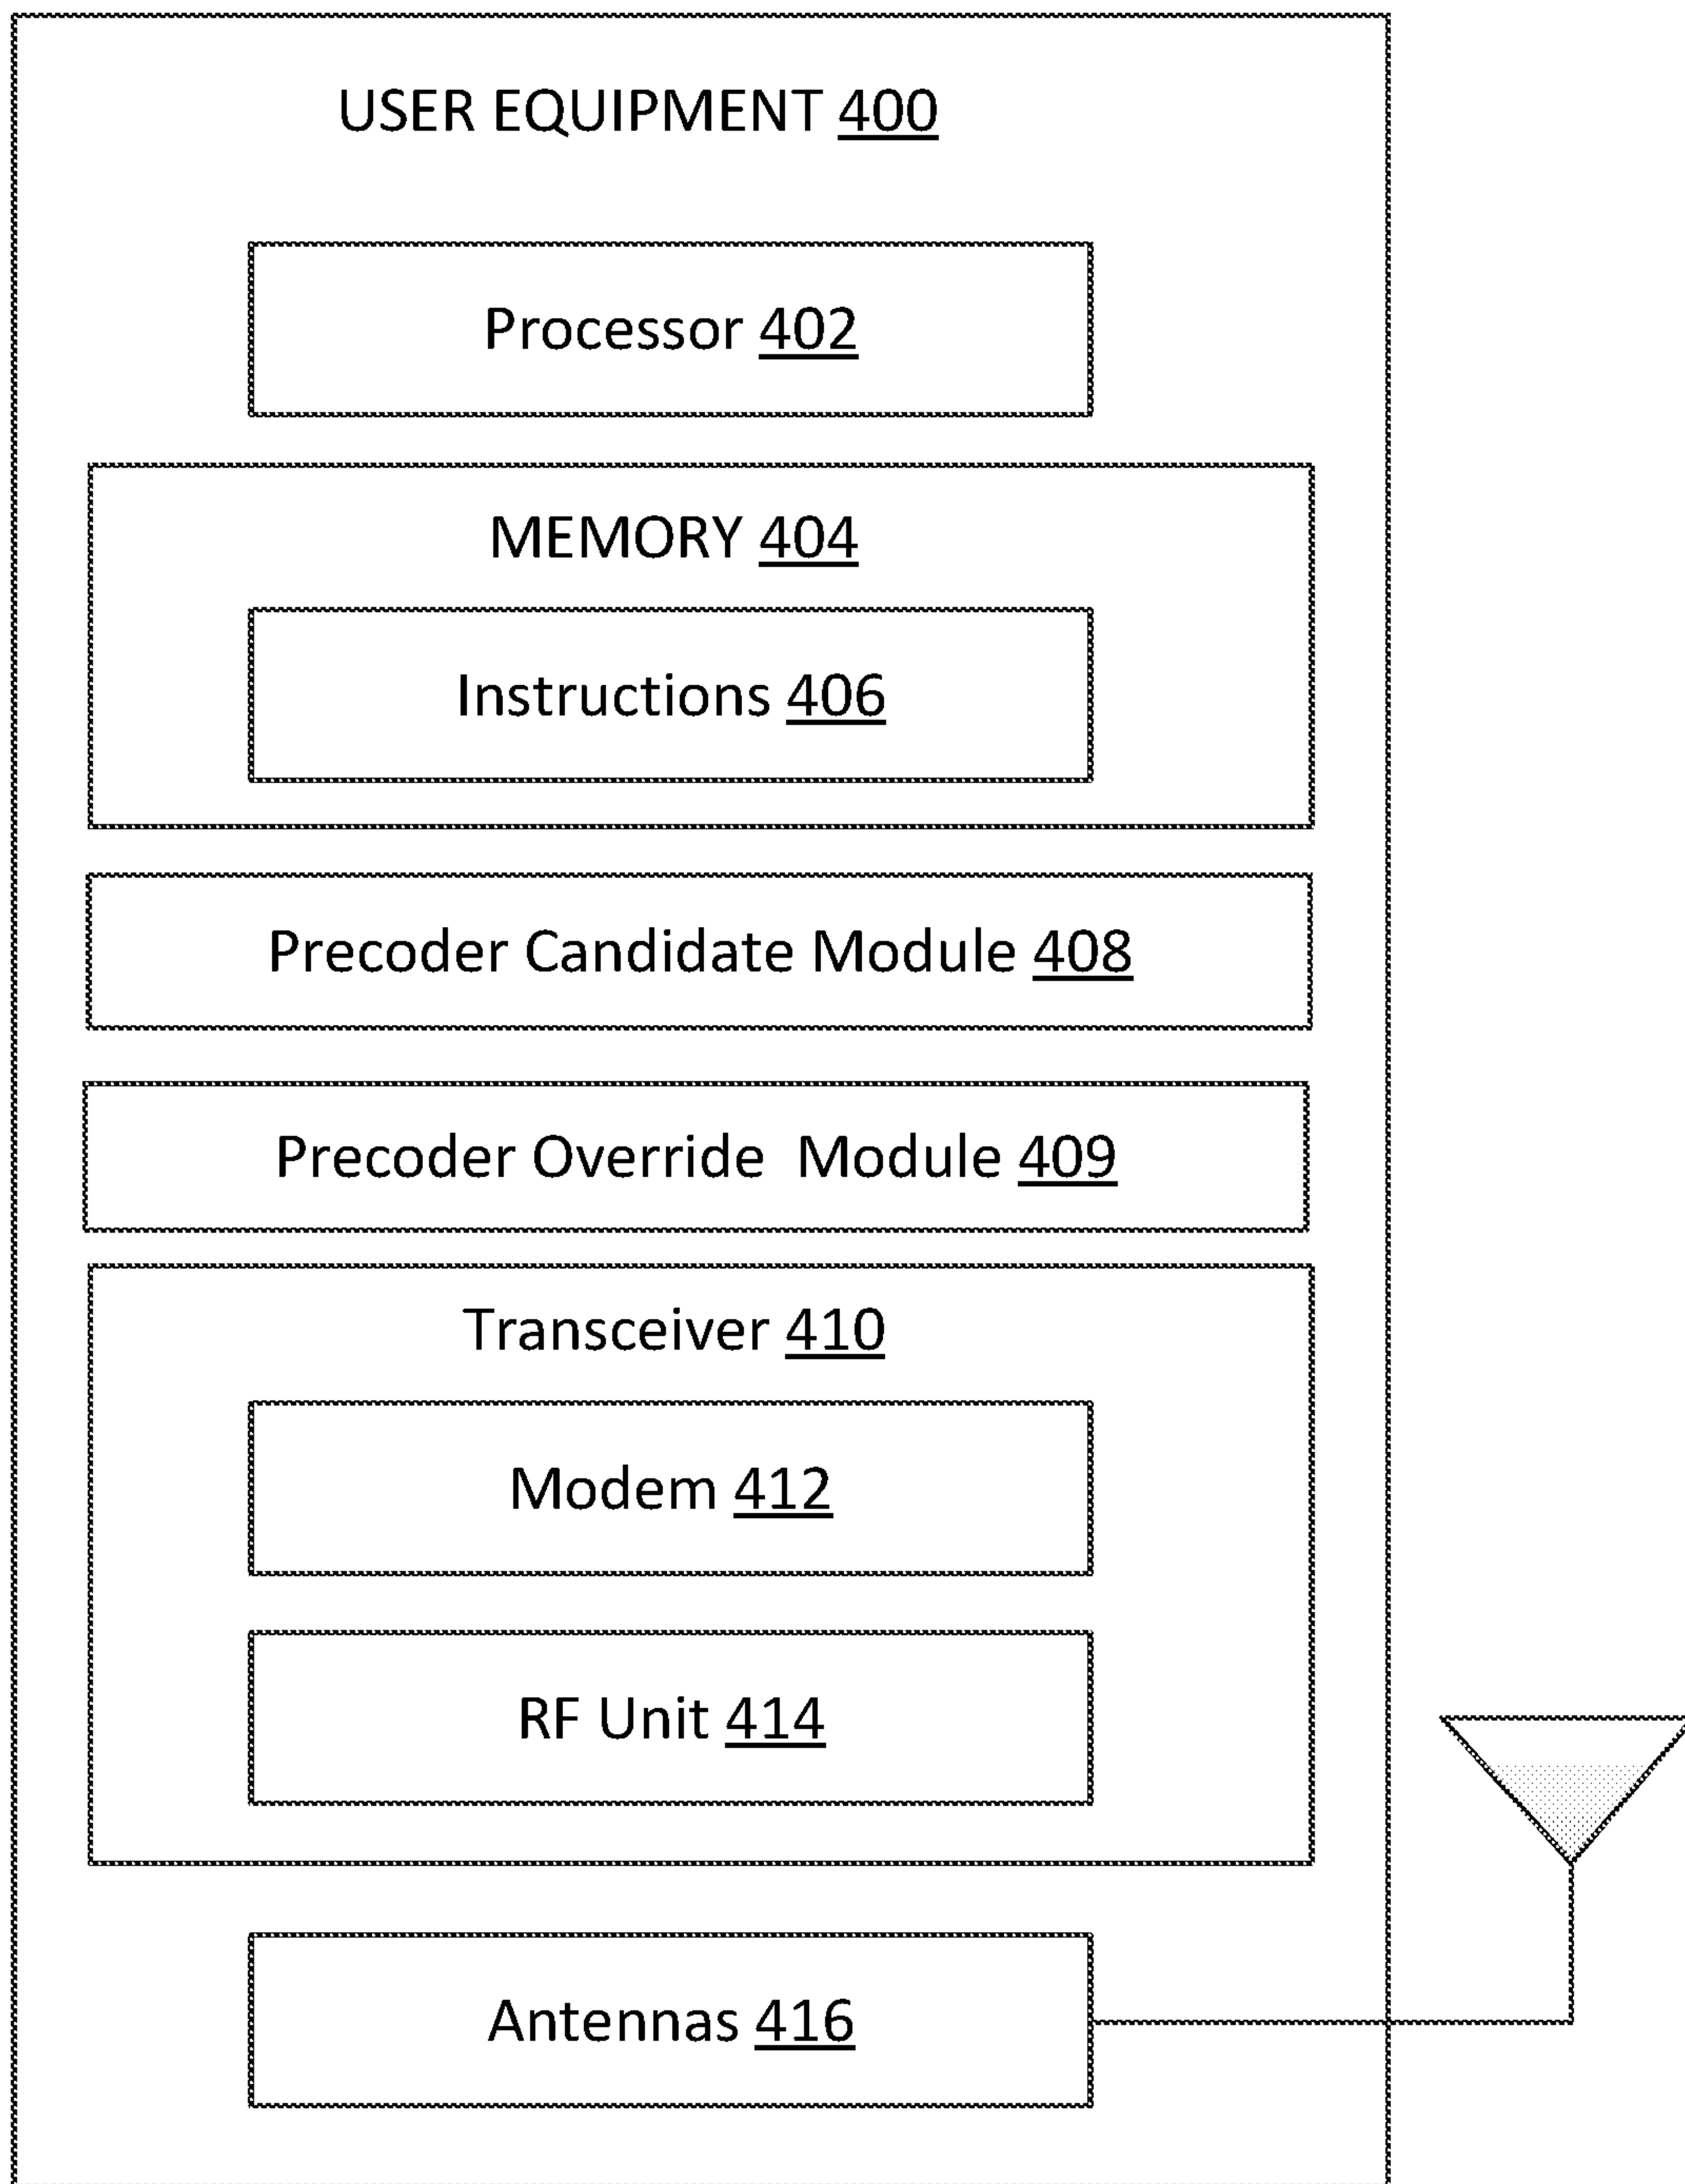 USER EQUIPMENT 400
Processor 402
MEMORY 404
Instructions 406
Precoder Candidate Module 408
Precoder Override Module 409
Transceiver 410
Modem 412
RF Unit 414
Antennas 416